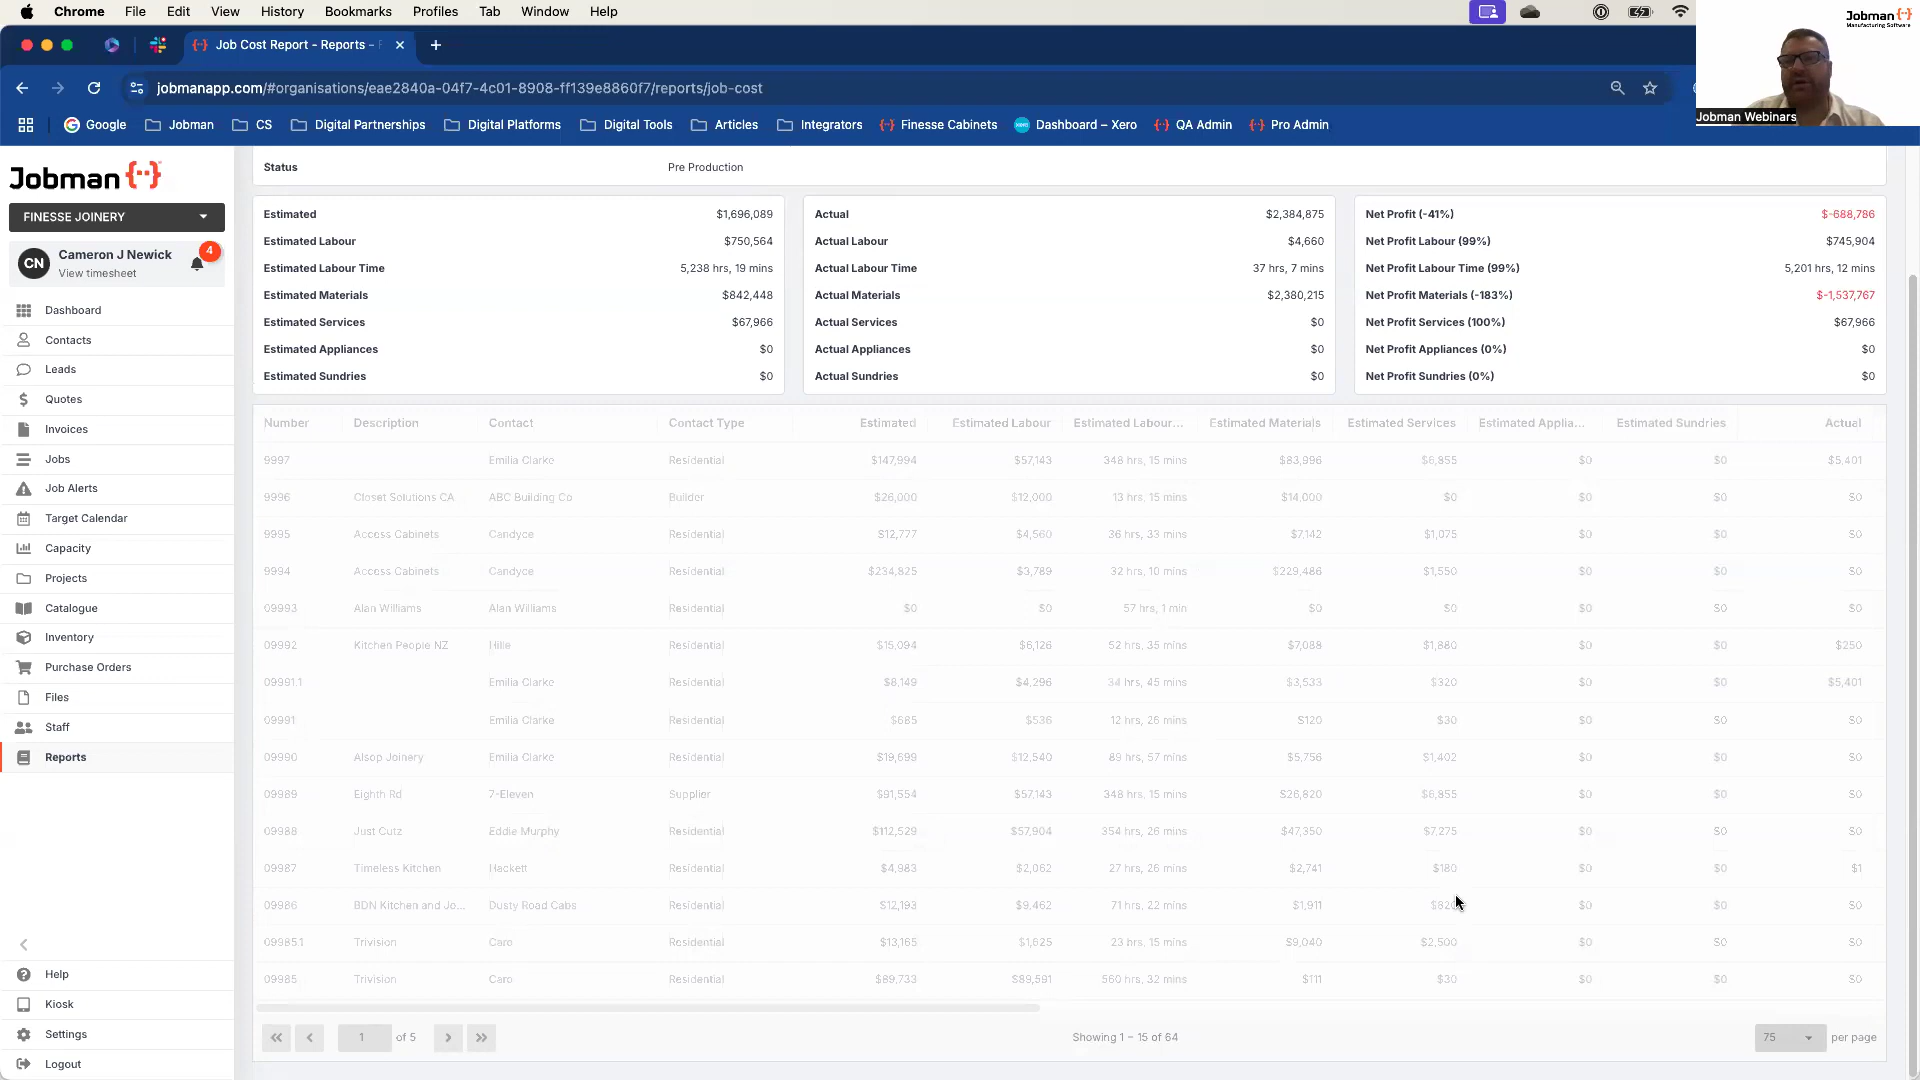 Chrome File Edit View History Bookmarks Profiles Tab Window Help
Jobman {··}
Manufacturing Software
Job Cost Report - Reports -
jobmanapp.com/#organisations/eae2840a-04f7-4c01-8908-ff139e8860f7/reports/job-cost
Jobman Webinars
Google Jobman CS Digital Partnerships Digital Platforms Digital Tools Articles Integrators Finesse Cabinets Dashboard – Xero QA Admin Pro Admin
Jobman {··}
FINESSE JOINERY
CN Cameron J Newick 4
View timesheet
Dashboard
Contacts
Leads
Quotes
Invoices
Jobs
Job Alerts
Target Calendar
Capacity
Projects
Catalogue
Inventory
Purchase Orders
Files
Staff
Reports
Help
Kiosk
Settings
Logout
Status Pre Production
Estimated $1,696,089
Estimated Labour $750,564
Estimated Labour Time 5,238 hrs, 19 mins
Estimated Materials $842,448
Estimated Services $67,966
Estimated Appliances $0
Estimated Sundries $0
Actual $2,384,875
Actual Labour $4,660
Actual Labour Time 37 hrs, 7 mins
Actual Materials $2,380,215
Actual Services $0
Actual Appliances $0
Actual Sundries $0
Net Profit (-41%) $-688,786
Net Profit Labour (99%) $745,904
Net Profit Labour Time (99%) 5,201 hrs, 12 mins
Net Profit Materials (-183%) $-1,537,767
Net Profit Services (100%) $67,966
Net Profit Appliances (0%) $0
Net Profit Sundries (0%) $0
Number Description Contact Contact Type Estimated Estimated Labour Estimated Labour... Estimated Materials Estimated Services Estimated Applia... Estimated Sundries Actual
9997 Emilia Clarke Residential $147,994 $57,143 348 hrs, 15 mins $83,996 $6,855 $0 $0 $5,401
9996 Closet Solutions CA ABC Building Co Builder $26,000 $12,000 13 hrs, 15 mins $14,000 $0 $0 $0 $0
9995 Access Cabinets Candyce Residential $12,777 $4,560 36 hrs, 33 mins $7,142 $1,075 $0 $0 $0
9994 Access Cabinets Candyce Residential $234,825 $3,789 32 hrs, 10 mins $229,486 $1,550 $0 $0 $0
09993 Alan Williams Alan Williams Residential $0 $0 57 hrs, 1 min $0 $0 $0 $0 $0
09992 Kitchen People NZ Hille Residential $15,094 $6,126 52 hrs, 35 mins $7,088 $1,880 $0 $0 $250
09991.1 Emilia Clarke Residential $8,149 $4,296 34 hrs, 45 mins $3,533 $320 $0 $0 $5,401
09991 Emilia Clarke Residential $685 $536 12 hrs, 26 mins $120 $30 $0 $0 $0
09990 Alsop Joinery Emilia Clarke Residential $19,699 $12,540 89 hrs, 57 mins $5,756 $1,402 $0 $0 $0
09989 Eighth Rd 7-Eleven Supplier $91,554 $57,143 348 hrs, 15 mins $26,820 $6,855 $0 $0 $0
09988 Just Cutz Eddie Murphy Residential $112,529 $57,904 354 hrs, 26 mins $47,350 $7,275 $0 $0 $0
09987 Timeless Kitchen Hackett Residential $4,983 $2,062 27 hrs, 26 mins $2,741 $180 $0 $0 $1
09986 BDN Kitchen and Jo... Dusty Road Cabs Residential $12,193 $9,462 71 hrs, 22 mins $1,911 $0 $0 $0
09985.1 Trivision Caro Residential $13,165 $1,625 23 hrs, 15 mins $9,040 $2,500 $0 $0 $0
09985 Trivision Caro Residential $89,733 $89,591 560 hrs, 32 mins $111 $30 $0 $0 $0
1 of 5 Showing 1 – 15 of 64 75 per page